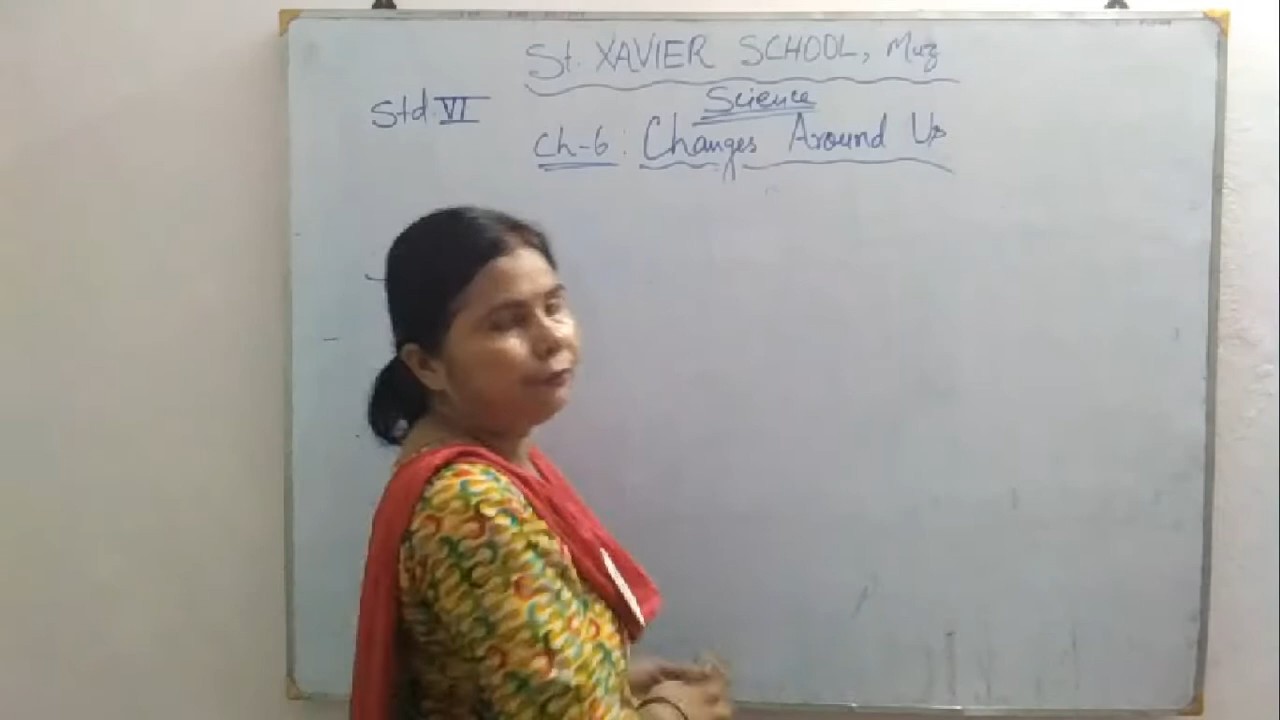 St. XAVIER SCHOOL, Muz
Science
Std. VI
Ch-6: Changes Around Us